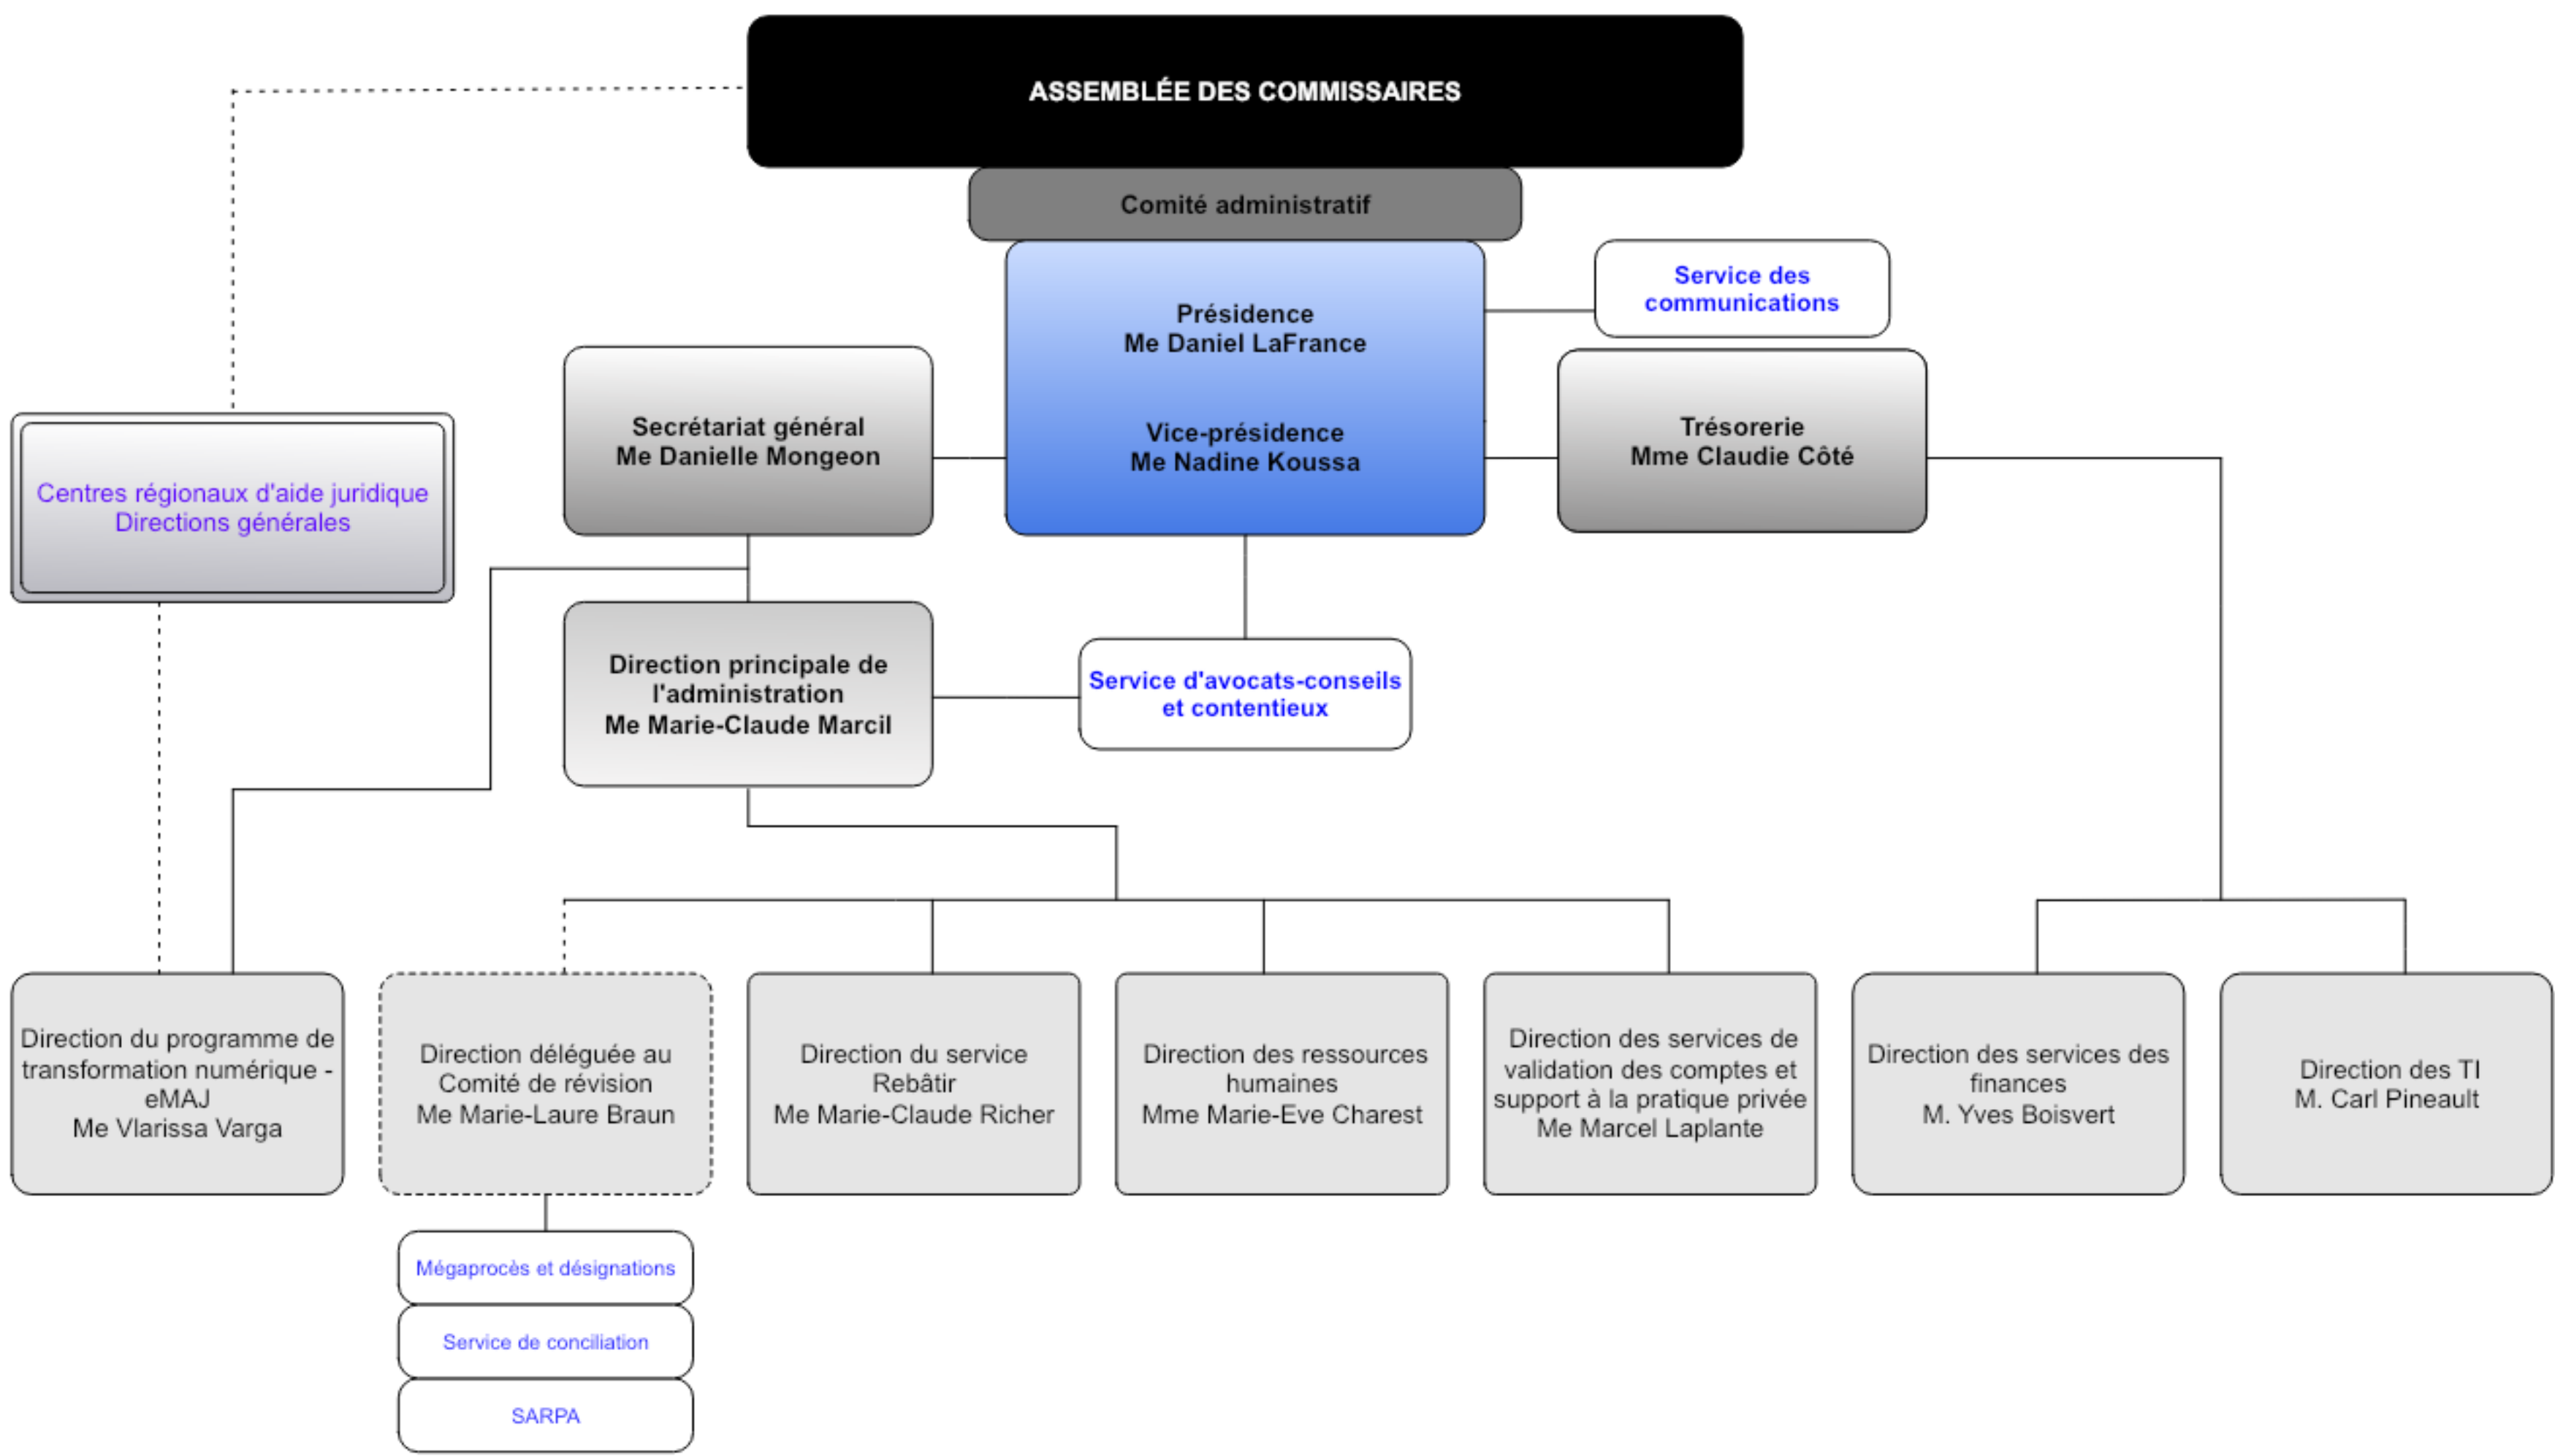 ASSEMBLÉE DES COMMISSAIRES
Comité administratif
Présidence
Me Daniel LaFrance
Vice-présidence
Me Nadine Koussa
Service des
communications
Secrétariat général
Me Danielle Mongeon
Trésorerie
Mme Claudie Côté
Centres régionaux d'aide juridique
Directions générales
Direction principale de
l'administration
Me Marie-Claude Marcil
Service d'avocats-conseils
et contentieux
Direction du programme de
transformation numérique -
eMAJ
Me Vlarissa Varga
Direction déléguée au
Comité de révision
Me Marie-Laure Braun
Direction du service
Rebâtir
Me Marie-Claude Richer
Direction des ressources
humaines
Mme Marie-Eve Charest
Direction des services de
validation des comptes et
support à la pratique privée
Me Marcel Laplante
Direction des services des
finances
M. Yves Boisvert
Direction des TI
M. Carl Pineault
Mégaprocès et désignations
Service de conciliation
SARPA